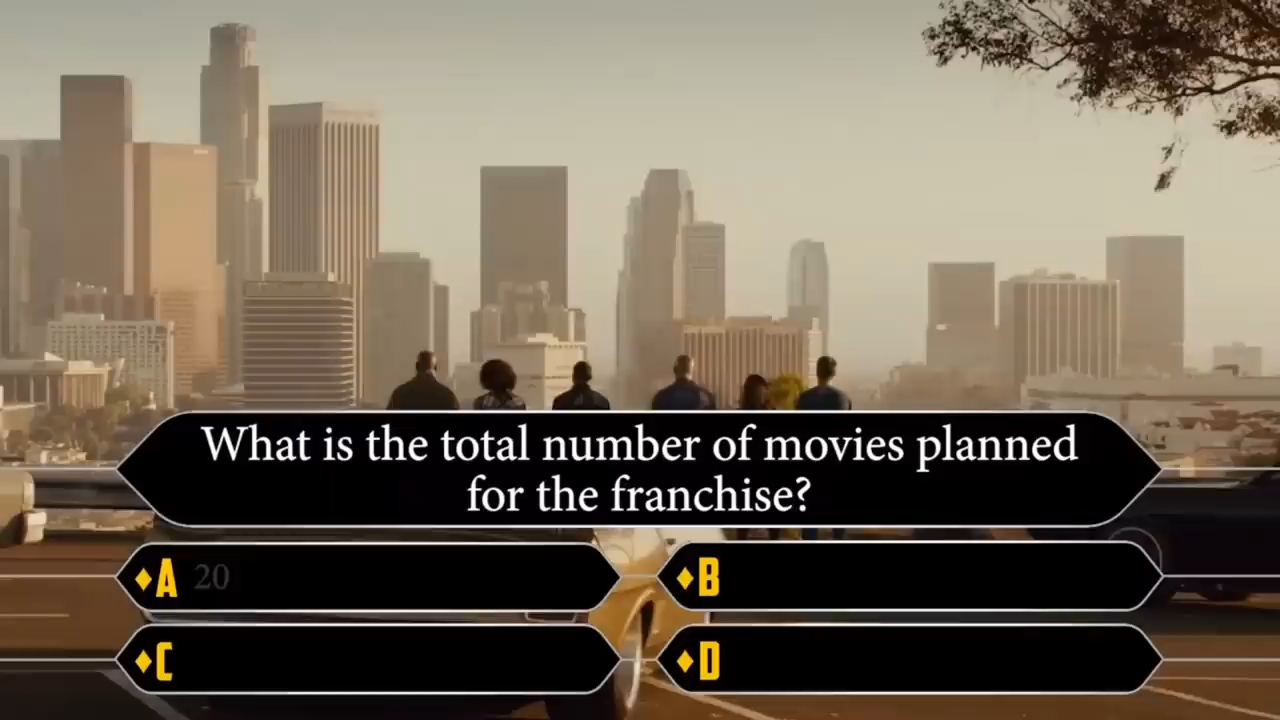 What is the total number of movies planned
for the franchise?
A 20
B
C
D